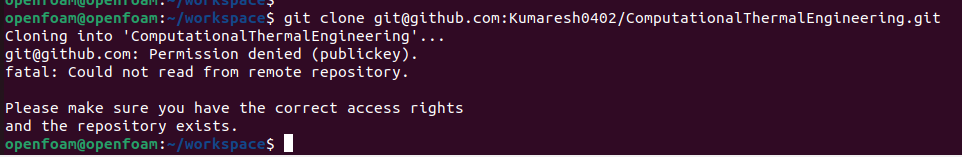 openfoam@openfoam:~/workspace$
openfoam@openfoam:~/workspace$ git clone git@github.com:Kumaresh0402/ComputationalThermalEngineering.git
Cloning into 'ComputationalThermalEngineering'...
git@github.com: Permission denied (publickey).
fatal: Could not read from remote repository.

Please make sure you have the correct access rights
and the repository exists.
openfoam@openfoam:~/workspace$